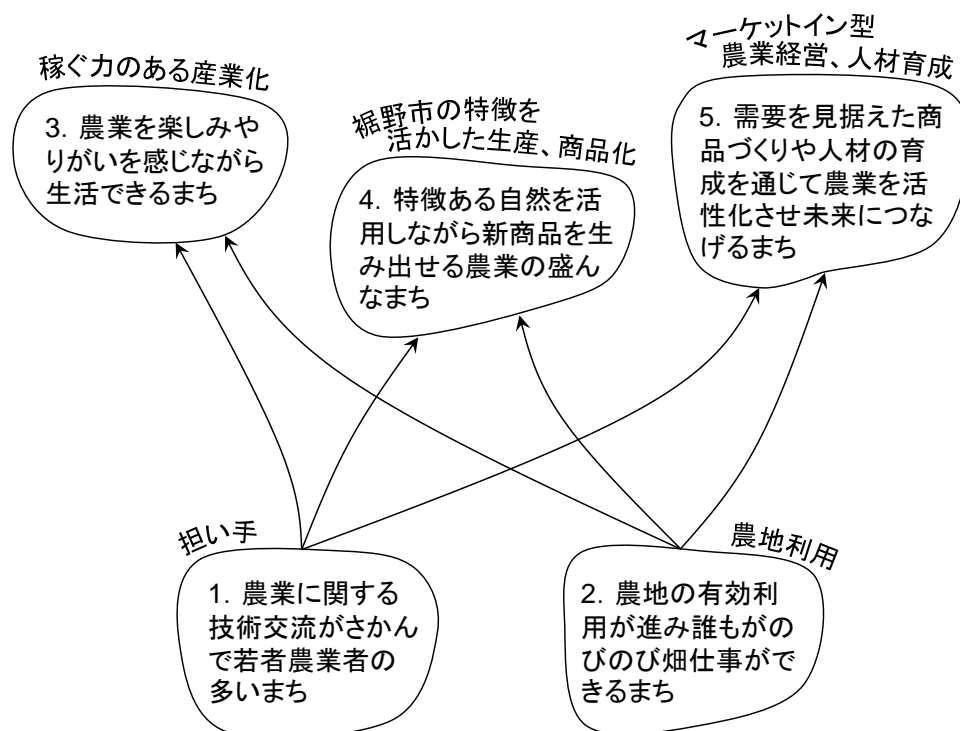 稼ぐ力のある産業化
3. 農業を楽しみや
りがいを感じながら
生活できるまち
裾野市の特徴を
活かした生産、商品化
4. 特徴ある自然を活
用しながら新商品を生
み出せる農業の盛ん
なまち
マーケットイン型
農業経営、人材育成
5. 需要を見据えた商
品づくりや人材の育
成を通じて農業を活
性化させ未来につな
げるまち
担い手
1. 農業に関する
技術交流がさかん
で若者農業者の
多いまち
農地利用
2. 農地の有効利
用が進み誰もがの
びのび畑仕事がで
きるまち